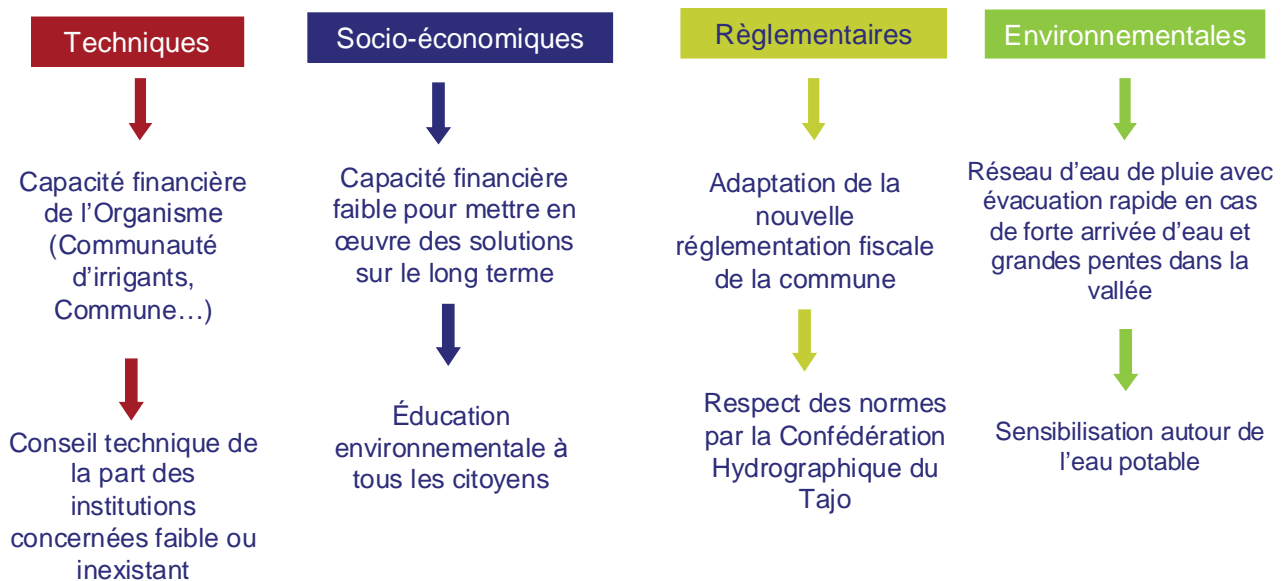 Techniques
Capacité financière
de l'Organisme
(Communauté
d'irrigants,
Commune…)
Conseil technique de
la part des
institutions
concernées faible ou
inexistant
Socio-économiques
Capacité financière
faible pour mettre en
œuvre des solutions
sur le long terme
Éducation
environnementale à
tous les citoyens
Règlementaires
Adaptation de la
nouvelle
réglementation fiscale
de la commune
Respect des normes
par la Confédération
Hydrographique du
Tajo
Environnementales
Réseau d'eau de pluie avec
évacuation rapide en cas
de forte arrivée d'eau et
grandes pentes dans la
vallée
Sensibilisation autour de
l'eau potable